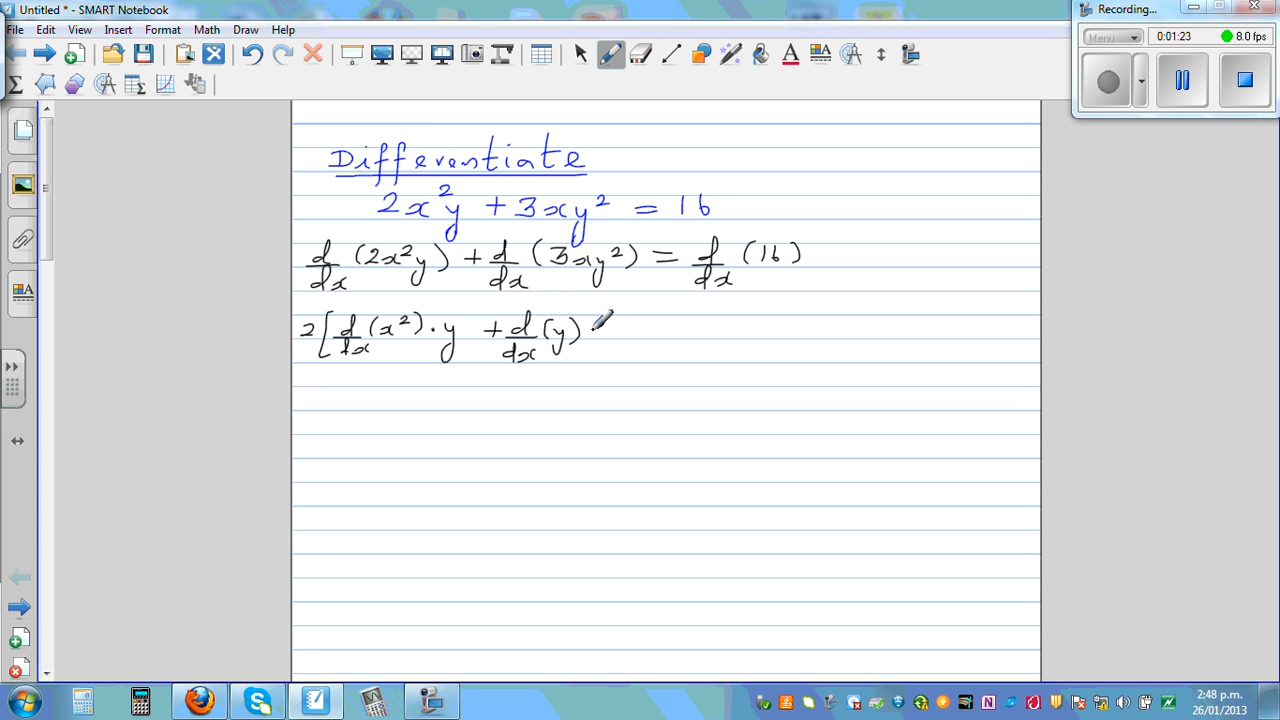 Untitled * - SMART Notebook
Recording...
File Edit View Insert Format Math Draw Help
Menu
0:01:23
8.0 fps
Differentiate
2x²y + 3xy² = 16
d/dx (2x²y) + d/dx (3xy²) = d/dx (16)
2[d/dx (x²) · y + d/dx (y) ·
2:48 p.m.
26/01/2013